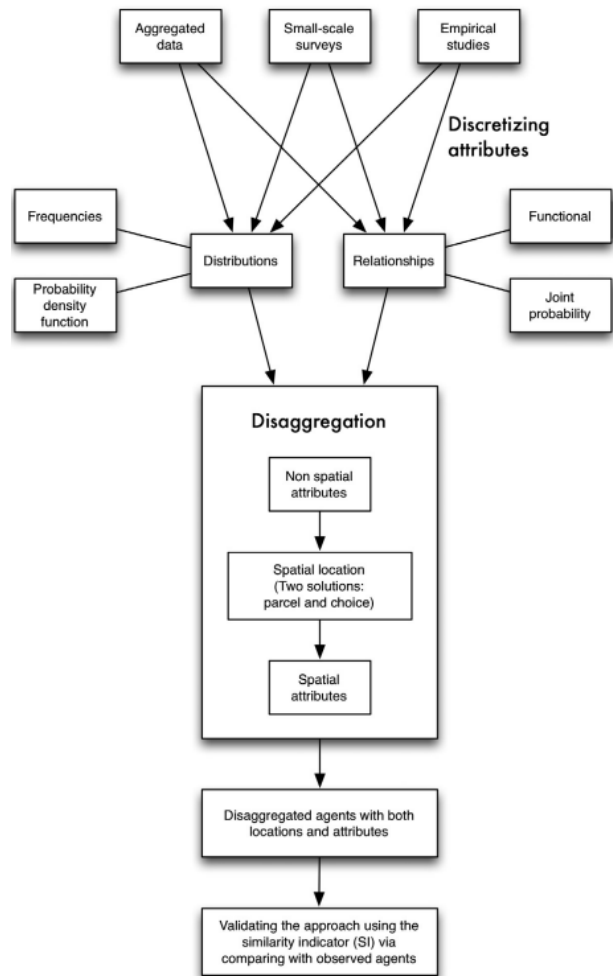 Aggregated
data
Small-scale
surveys
Empirical
studies
Discretizing
attributes
Frequencies
Functional
Distributions
Relationships
Probability
density
function
Joint
probability
Disaggregation
Non spatial
attributes
Spatial location
(Two solutions:
parcel and choice)
Spatial
attributes
Disaggregated agents with both
locations and attributes
Validating the approach using the
similarity indicator (SI) via
comparing with observed agents